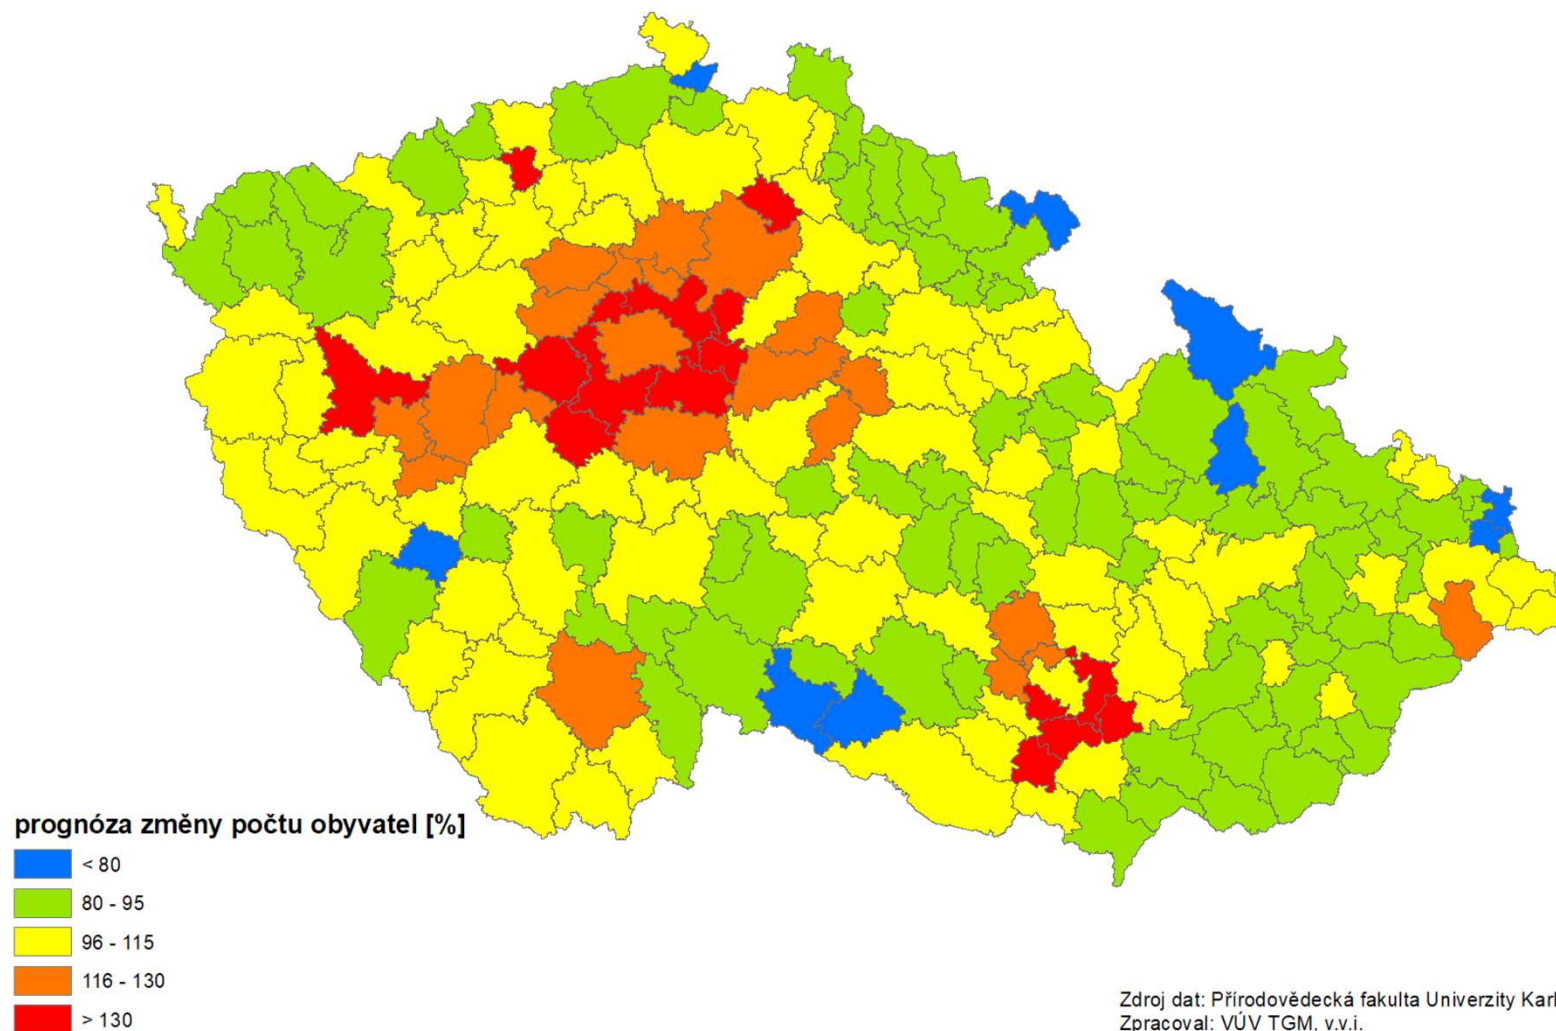 prognóza změny počtu obyvatel [%]
< 80
80 - 95
96 - 115
116 - 130
> 130
Zdroj dat: Přírodovědecká fakulta Univerzity Karl
Zpracoval: VÚV TGM, v.v.i.